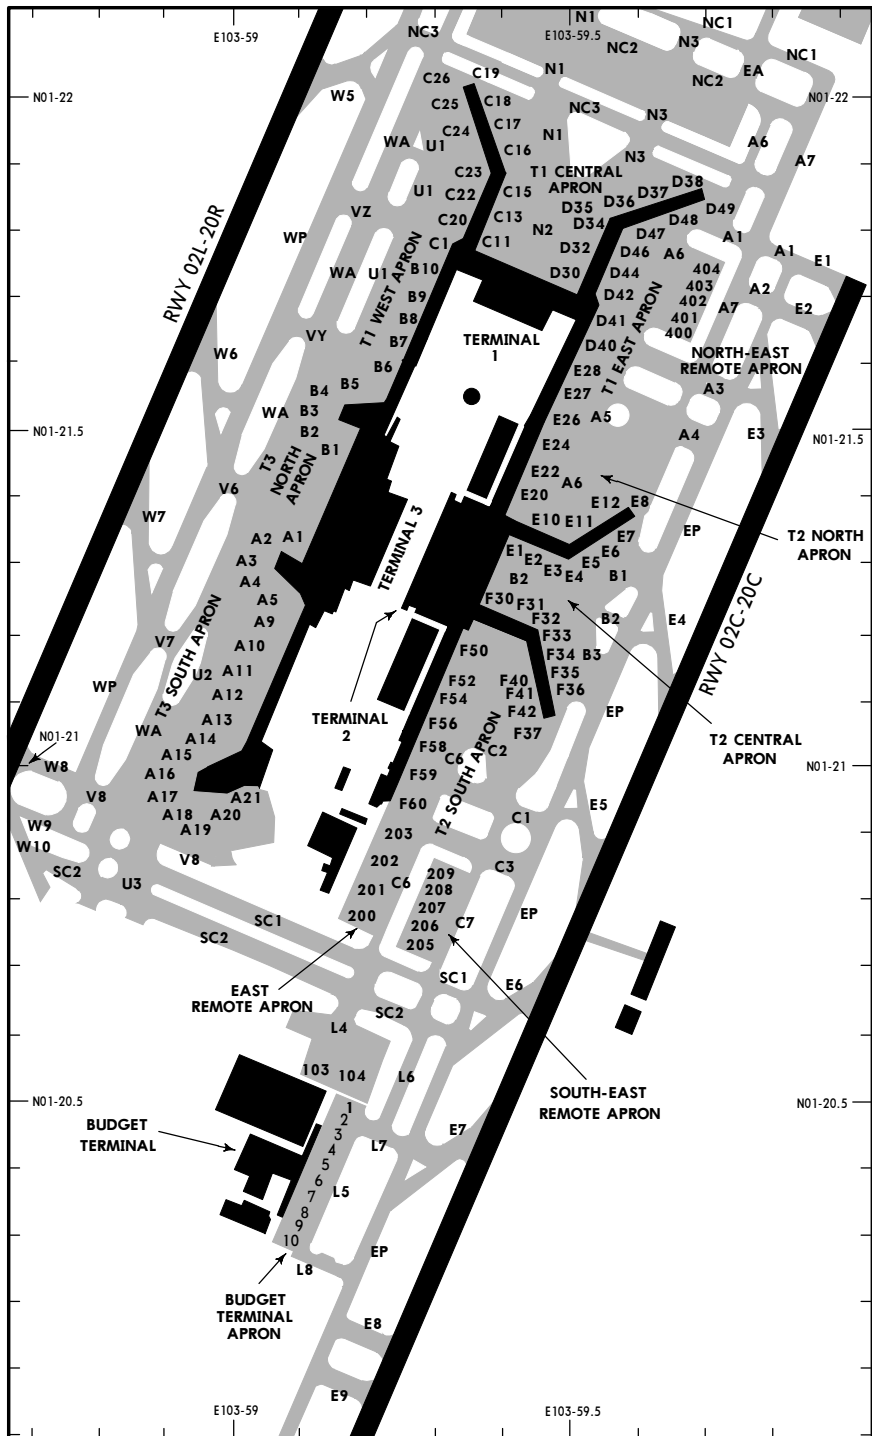 N1
NC1
E103-59
E103-59.5
NC3
N3
NC2
NC1
C19
N1
EA
C26
NC2
N01-22
W5
N01-22
C25
C18
NC3
N3
C17
C24
N1
WA
U1
A6
C16
N3
A7
C23
T1 CENTRAL
APRON
D38
U1
C22
C15
D37
D36
VZ
D35
D49
C20
C13
D34
D48
WP
N2
D47
A1
C1
C11
D32
D46
A6
A1
E1
RWY 02L-20R
WA
U1
B10
T1 WEST APRON
D30
D44
404
403
A2
B9
D42
402
A7
E2
B8
D41
401
VY
B7
TERMINAL
1
D40
400
T1 EAST APRON
W6
B6
E28
NORTH-EAST
REMOTE APRON
B5
B4
E27
A3
WA
B3
E26
A5
B2
A4
E3
N01-21.5
B1
E24
N01-21.5
T3
NORTH
APRON
E22
V6
A6
E20
E12
E8
W7
E10
E11
EP
T2 NORTH
APRON
A2
A1
TERMINAL 3
E7
E1
E6
A3
E2
E5
E3
A4
B2
E4
B1
A5
F30
F31
RWY 02C-20C
A9
F32
B2
E4
V7
F33
A10
F50
F34
B3
T3 SOUTH APRON
A11
U2
F35
WP
F52
F40
F36
A12
F54
F41
EP
A13
TERMINAL
2
F56
F42
WA
A14
F37
T2 CENTRAL
APRON
N01-21
A15
F58
C2
C6
T2 SOUTH APRON
W8
A16
F59
N01-21
V8
A17
A21
F60
E5
A18
A20
C1
W9
A19
203
W10
V8
202
C3
SC2
209
U3
201
C6
208
207
EP
SC1
200
206
C7
SC2
205
SC1
EAST
REMOTE APRON
E6
SC2
L4
103
104
L6
SOUTH-EAST
REMOTE APRON
N01-20.5
1
N01-20.5
BUDGET
TERMINAL
2
3
E7
4
L7
5
6
L5
7
8
9
10
EP
L8
BUDGET
TERMINAL
APRON
E8
E9
E103-59
E103-59.5